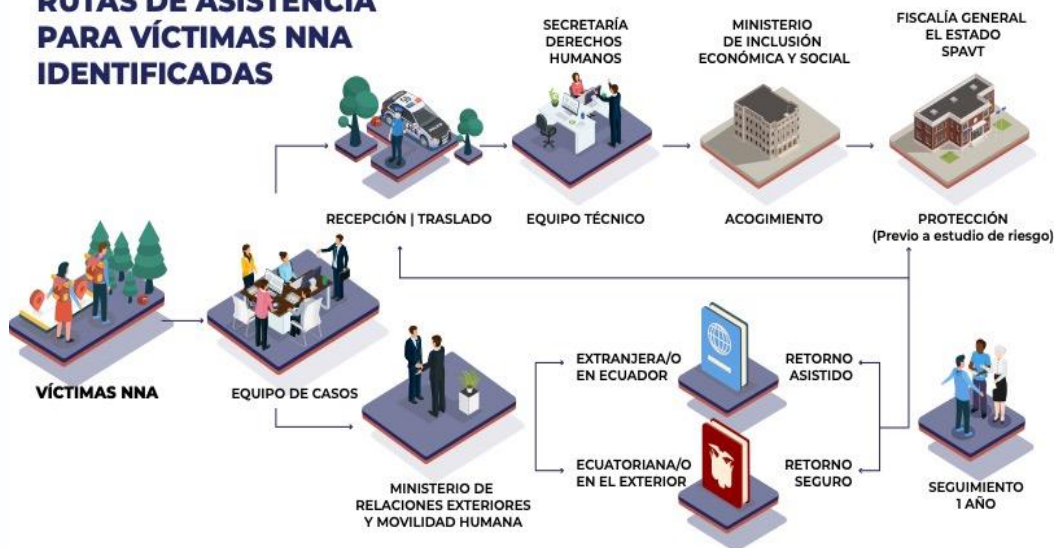 RUTAS DE ASISTENCIA
PARA VÍCTIMAS NNA
IDENTIFICADAS
SECRETARÍA
DERECHOS
HUMANOS
MINISTERIO
DE INCLUSIÓN
ECONÓMICA Y SOCIAL
FISCALÍA GENERAL
EL ESTADO
SPAVT
RECEPCIÓN | TRASLADO
EQUIPO TÉCNICO
ACOGIMIENTO
PROTECCIÓN
(Previo a estudio de riesgo)
VÍCTIMAS NNA
EQUIPO DE CASOS
MINISTERIO DE
RELACIONES EXTERIORES
Y MOVILIDAD HUMANA
EXTRANJERA/O
EN ECUADOR
RETORNO
ASISTIDO
ECUATORIANA/O
EN EL EXTERIOR
RETORNO
SEGURO
SEGUIMIENTO
1 AÑO